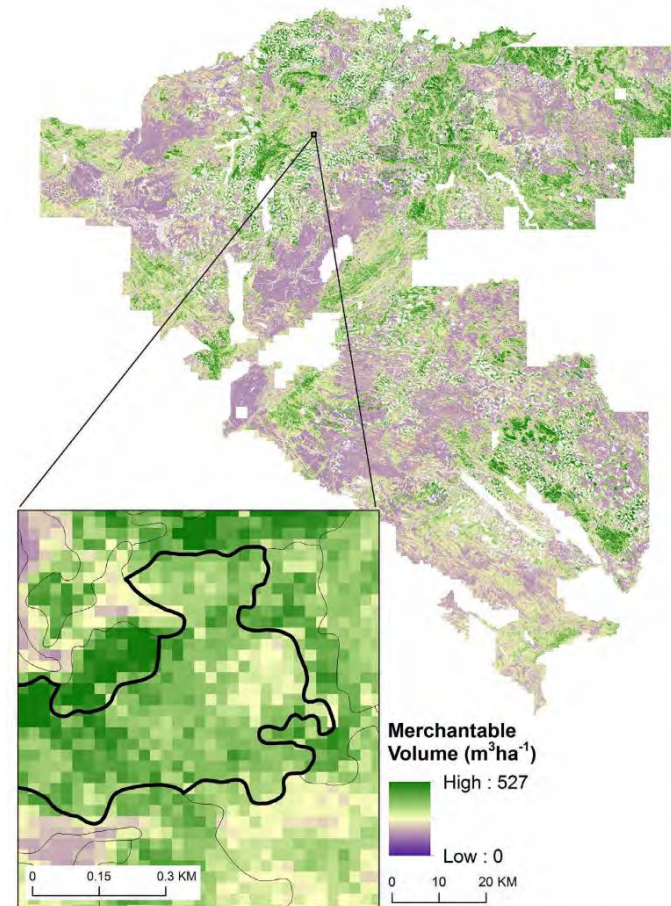 Merchantable
Volume (m³ha⁻¹)
High : 527
Low : 0
0 0.15 0.3 KM
0 10 20 KM